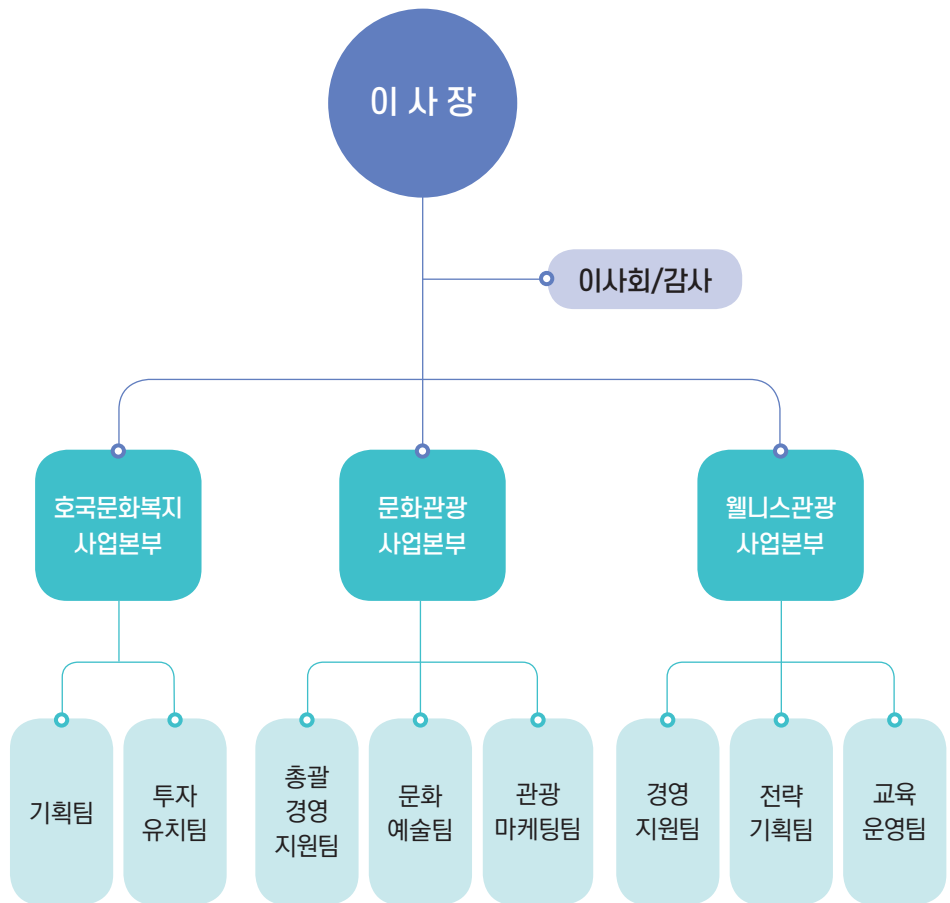 이 사 장
이사회/감사
호국문화복지
사업본부
문화관광
사업본부
웰니스관광
사업본부
기획팀
투자
유치팀
총괄
경영
지원팀
문화
예술팀
관광
마케팅팀
경영
지원팀
전략
기획팀
교육
운영팀